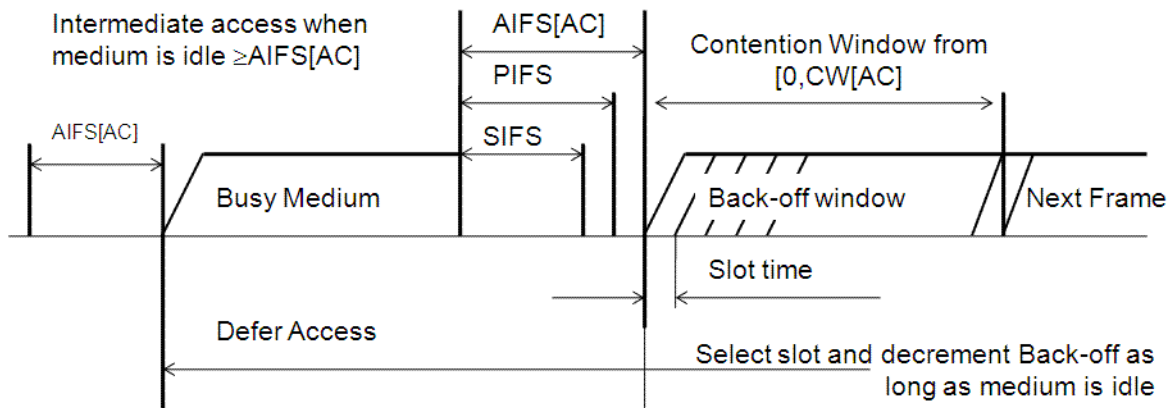 Intermediate access when
medium is idle ≥AIFS[AC]
AIFS[AC]
AIFS[AC]
PIFS
SIFS
Contention Window from
[0,CW[AC]
Busy Medium
Back-off window
Next Frame
Slot time
Defer Access
Select slot and decrement Back-off as
long as medium is idle